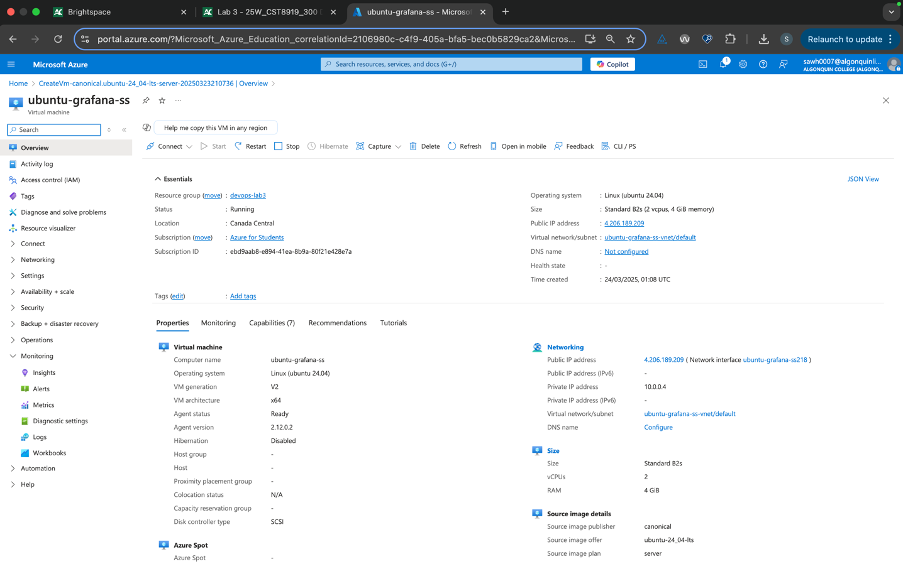 Brightspace
Lab 3 - 25W_CST8919_300
ubuntu-grafana-ss - Microsof
portal.azure.com/?Microsoft_Azure_Education_correlationId=2106980c-c4f9-405a-bfa5-bec0b5829ca2&Micros...
S
Relaunch to update
Microsoft Azure
Search resources, services, and docs (G+/)
Copilot
1
sawh0007@algonquinli...
ALGONQUIN COLLEGE (ALGONQ...
Home > CreateVm-canonical.ubuntu-24_04-lts-server-20250323210736 | Overview >
ubuntu-grafana-ss
Virtual machine
Search
Help me copy this VM in any region
Connect
Start
Restart
Stop
Hibernate
Capture
Delete
Refresh
Open in mobile
Feedback
CLI / PS
Overview
Activity log
Access control (IAM)
Tags
Diagnose and solve problems
Resource visualizer
Connect
Networking
Settings
Availability + scale
Security
Backup + disaster recovery
Operations
Monitoring
Insights
Alerts
Metrics
Diagnostic settings
Logs
Workbooks
Automation
Help
Essentials
JSON View
Resource group (move) : devops-lab3
Status : Running
Location : Canada Central
Subscription (move) : Azure for Students
Subscription ID : ebd9aab8-e894-41ea-8b9a-80f21e428e7a
Operating system : Linux (ubuntu 24.04)
Size : Standard B2s (2 vcpus, 4 GiB memory)
Public IP address : 4.206.189.209
Virtual network/subnet : ubuntu-grafana-ss-vnet/default
DNS name : Not configured
Health state : -
Time created : 24/03/2025, 01:08 UTC
Tags (edit) : Add tags
Properties
Monitoring
Capabilities (7)
Recommendations
Tutorials
Virtual machine
Computer name ubuntu-grafana-ss
Operating system Linux (ubuntu 24.04)
VM generation V2
VM architecture x64
Agent status Ready
Agent version 2.12.0.2
Hibernation Disabled
Host group -
Host -
Proximity placement group -
Colocation status N/A
Capacity reservation group -
Disk controller type SCSI
Azure Spot
Azure Spot -
Networking
Public IP address 4.206.189.209 ( Network interface ubuntu-grafana-ss218 )
Public IP address (IPv6) -
Private IP address 10.0.0.4
Private IP address (IPv6) -
Virtual network/subnet ubuntu-grafana-ss-vnet/default
DNS name Configure
Size
Size Standard B2s
vCPUs 2
RAM 4 GiB
Source image details
Source image publisher canonical
Source image offer ubuntu-24_04-lts
Source image plan server